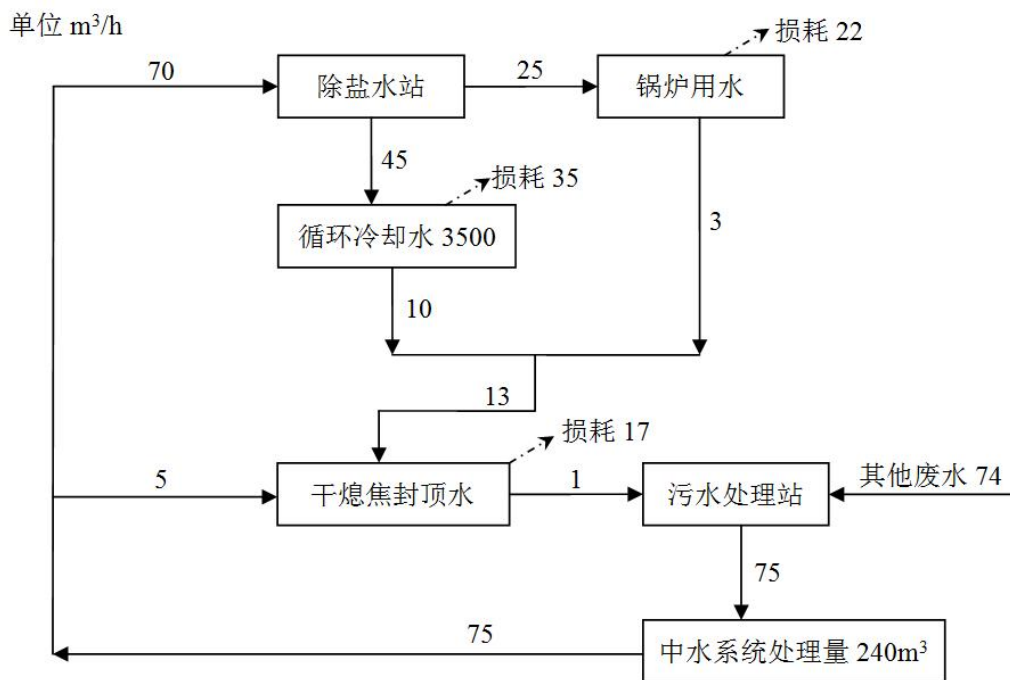 单位 m³/h
损耗 22
70
除盐水站
25
锅炉用水
45
损耗 35
3
循环冷却水 3500
10
13
损耗 17
5
干熄焦封顶水
1
污水处理站
其他废水 74
75
75
中水系统处理量 240m³